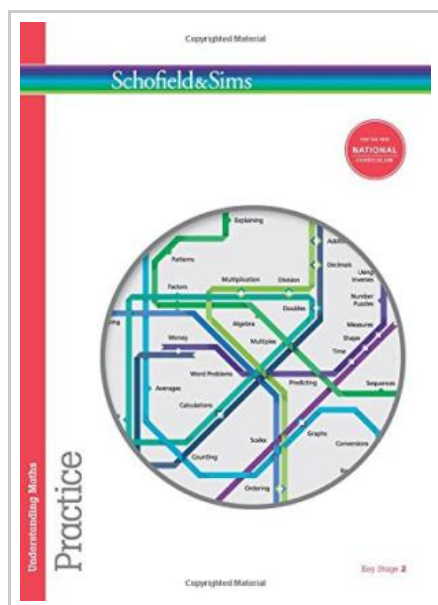 Copyrighted Material
Schofield&Sims
FOR THE NEW
NATIONAL
CURRICULUM
Explaining
Decimals
Patterns
Using
Inverses
Multiplication
Division
Factors
Number
Puzzles
Doubles
Algebra
Measures
Shape
Money
Multiples
Time
Word Problems
Predicting
Sequences
Averages
Calculations
Graphs
Scales
Conversions
Counting
Ordering
Understanding Maths
Practice
Key Stage 2
Copyrighted Material